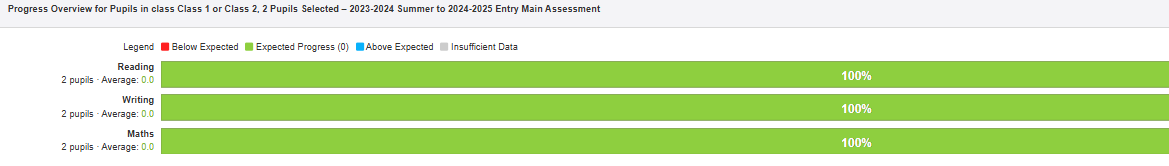 Progress Overview for Pupils in class Class 1 or Class 2, 2 Pupils Selected – 2023-2024 Summer to 2024-2025 Entry Main Assessment
Legend Below Expected Expected Progress (0) Above Expected Insufficient Data
Reading
2 pupils · Average: 0.0
100%
Writing
2 pupils · Average: 0.0
100%
Maths
2 pupils · Average: 0.0
100%